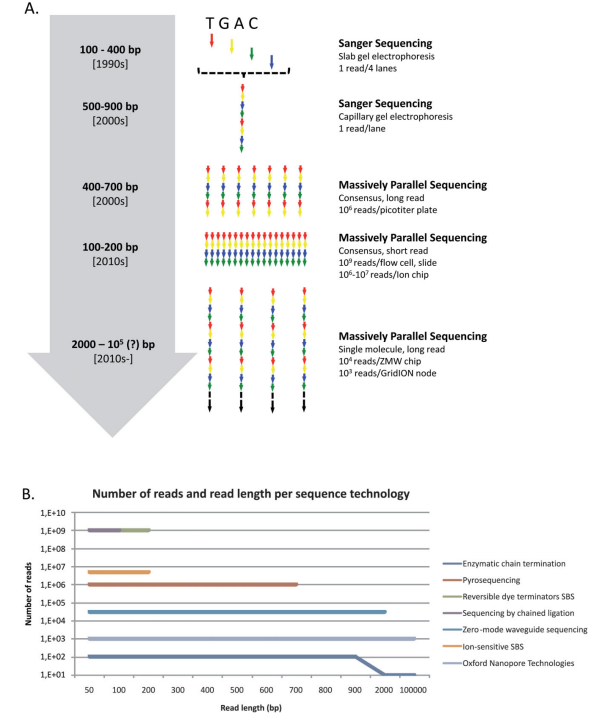 A.
T G A C
100 - 400 bp
[1990s]
Sanger Sequencing
Slab gel electrophoresis
1 read/4 lanes
500-900 bp
[2000s]
Sanger Sequencing
Capillary gel electrophoresis
1 read/lane
400-700 bp
[2000s]
Massively Parallel Sequencing
Consensus, long read
10⁶ reads/picotiter plate
100-200 bp
[2010s]
Massively Parallel Sequencing
Consensus, short read
10⁹ reads/flow cell, slide
10⁶-10⁷ reads/Ion chip
2000 – 10⁵ (?) bp
[2010s-]
Massively Parallel Sequencing
Single molecule, long read
10⁴ reads/ZMW chip
10³ reads/GridION node
B.
Number of reads and read length per sequence technology
Number of reads
1,E+10
1,E+09
1,E+08
1,E+07
1,E+06
1,E+05
1,E+04
1,E+03
1,E+02
1,E+01
50 100 200 300 400 500 600 700 800 900 2000 100000
Read length (bp)
Enzymatic chain termination
Pyrosequencing
Reversible dye terminators SBS
Sequencing by chained ligation
Zero-mode waveguide sequencing
Ion-sensitive SBS
Oxford Nanopore Technologies